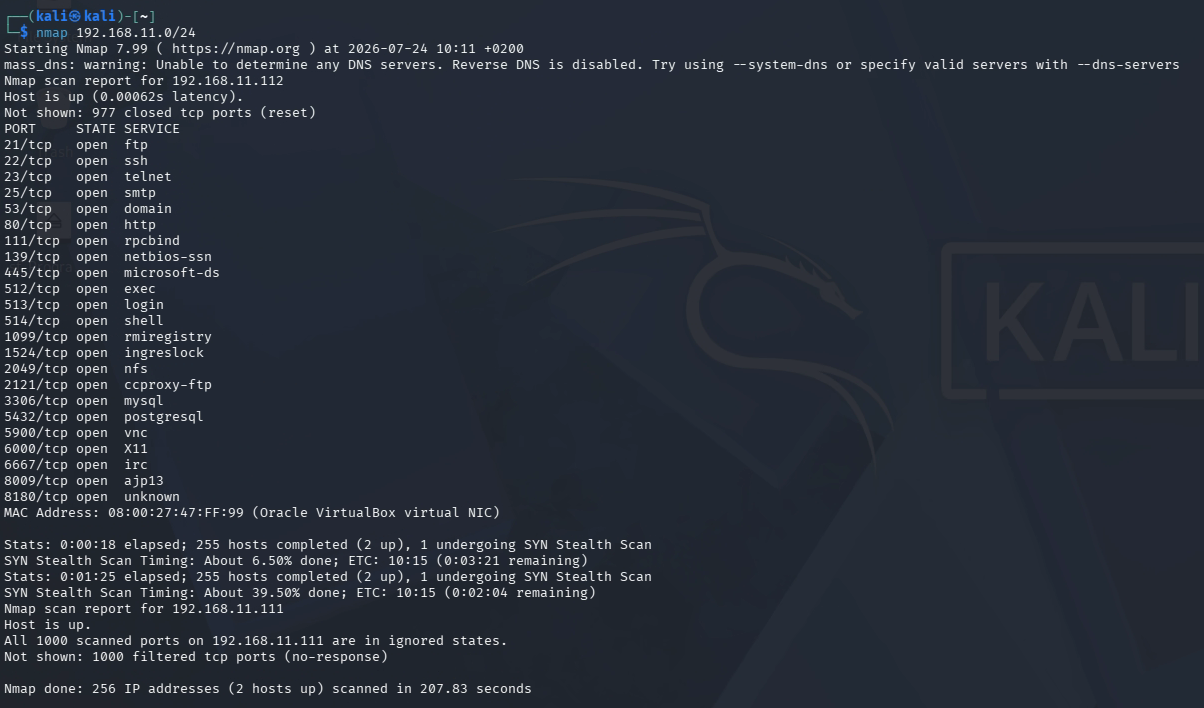 ┌──(kali㉿kali)-[~]
└─$ nmap 192.168.11.0/24
Starting Nmap 7.99 ( https://nmap.org ) at 2026-07-24 10:11 +0200
mass_dns: warning: Unable to determine any DNS servers. Reverse DNS is disabled. Try using --system-dns or specify valid servers with --dns-servers
Nmap scan report for 192.168.11.112
Host is up (0.00062s latency).
Not shown: 977 closed tcp ports (reset)
PORT     STATE SERVICE
21/tcp   open  ftp
22/tcp   open  ssh
23/tcp   open  telnet
25/tcp   open  smtp
53/tcp   open  domain
80/tcp   open  http
111/tcp  open  rpcbind
139/tcp  open  netbios-ssn
445/tcp  open  microsoft-ds
512/tcp  open  exec
513/tcp  open  login
514/tcp  open  shell
1099/tcp open  rmiregistry
1524/tcp open  ingreslock
2049/tcp open  nfs
2121/tcp open  ccproxy-ftp
3306/tcp open  mysql
5432/tcp open  postgresql
5900/tcp open  vnc
6000/tcp open  X11
6667/tcp open  irc
8009/tcp open  ajp13
8180/tcp open  unknown
MAC Address: 08:00:27:47:FF:99 (Oracle VirtualBox virtual NIC)
Stats: 0:00:18 elapsed; 255 hosts completed (2 up), 1 undergoing SYN Stealth Scan
SYN Stealth Scan Timing: About 6.50% done; ETC: 10:15 (0:03:21 remaining)
Stats: 0:01:25 elapsed; 255 hosts completed (2 up), 1 undergoing SYN Stealth Scan
SYN Stealth Scan Timing: About 39.50% done; ETC: 10:15 (0:02:04 remaining)
Nmap scan report for 192.168.11.111
Host is up.
All 1000 scanned ports on 192.168.11.111 are in ignored states.
Not shown: 1000 filtered tcp ports (no-response)
Nmap done: 256 IP addresses (2 hosts up) scanned in 207.83 seconds
KALI